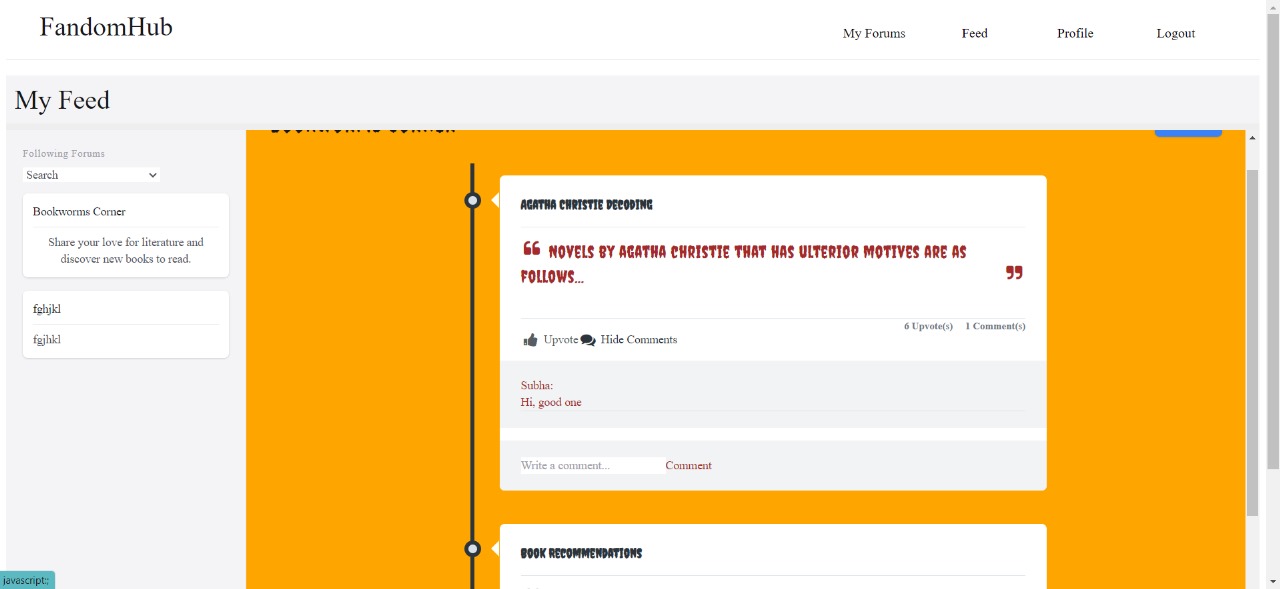 FandomHub
My Forums
Feed
Profile
Logout
My Feed
Following Forums
Search
Bookworms Corner
Share your love for literature and
discover new books to read.
fghjkl
fgjhkl
AGATHA CHRISTIE DECODING
❝ NOVELS BY AGATHA CHRISTIE THAT HAS ULTERIOR MOTIVES ARE AS
FOLLOWS... ❞
6 Upvote(s) 1 Comment(s)
Upvote Hide Comments
Subha:
Hi, good one
Write a comment... Comment
BOOK RECOMMENDATIONS
javascript:;